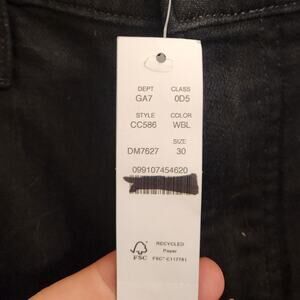 DEPT CLASS
GA7 0D5
STYLE COLOR
CC586 WBL
SIZE
DM7627 30
099107454620
RECYCLED
Paper
FSC FSC® C117781